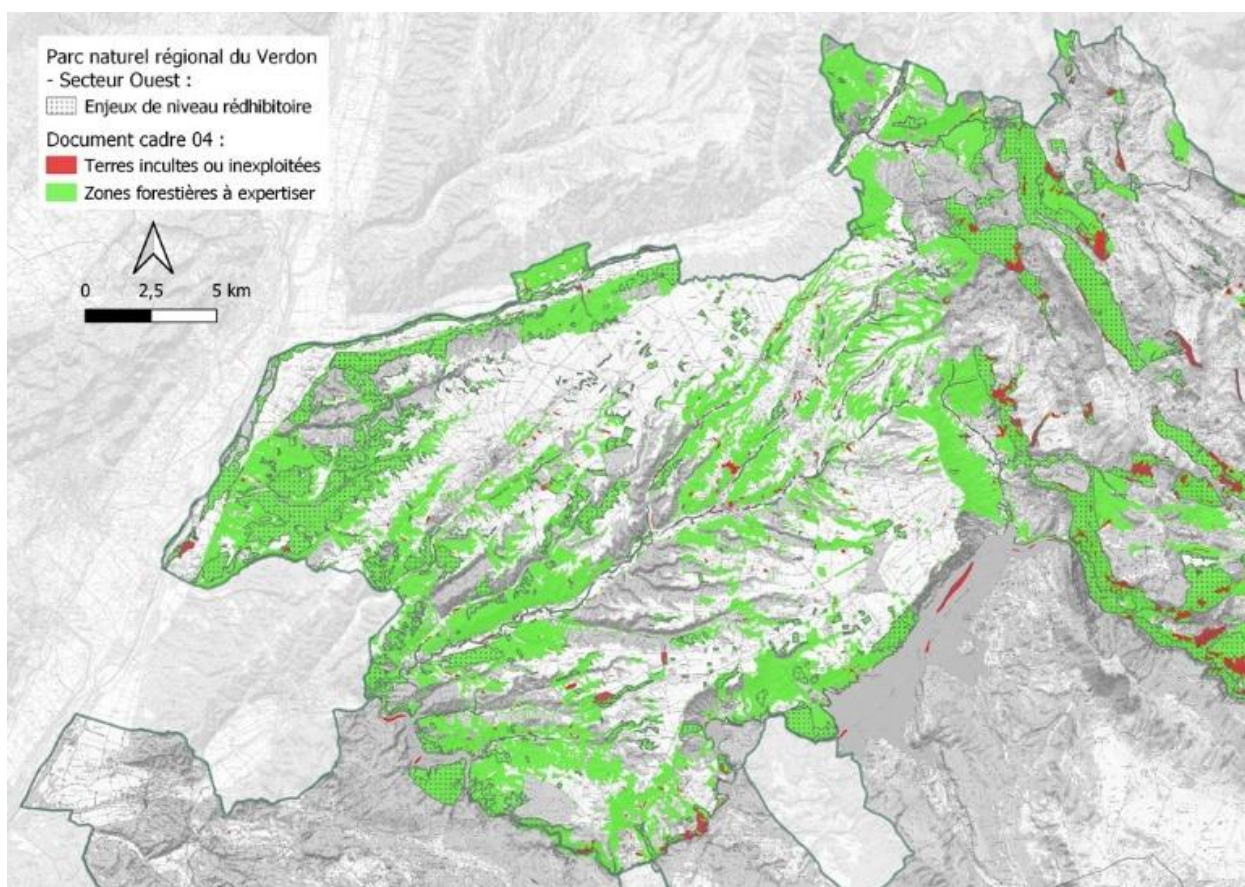 Parc naturel régional du Verdon
- Secteur Ouest :
Enjeux de niveau rédhibitoire
Document cadre 04 :
Terres incultes ou inexploitées
Zones forestières à expertiser
0 2,5 5 km